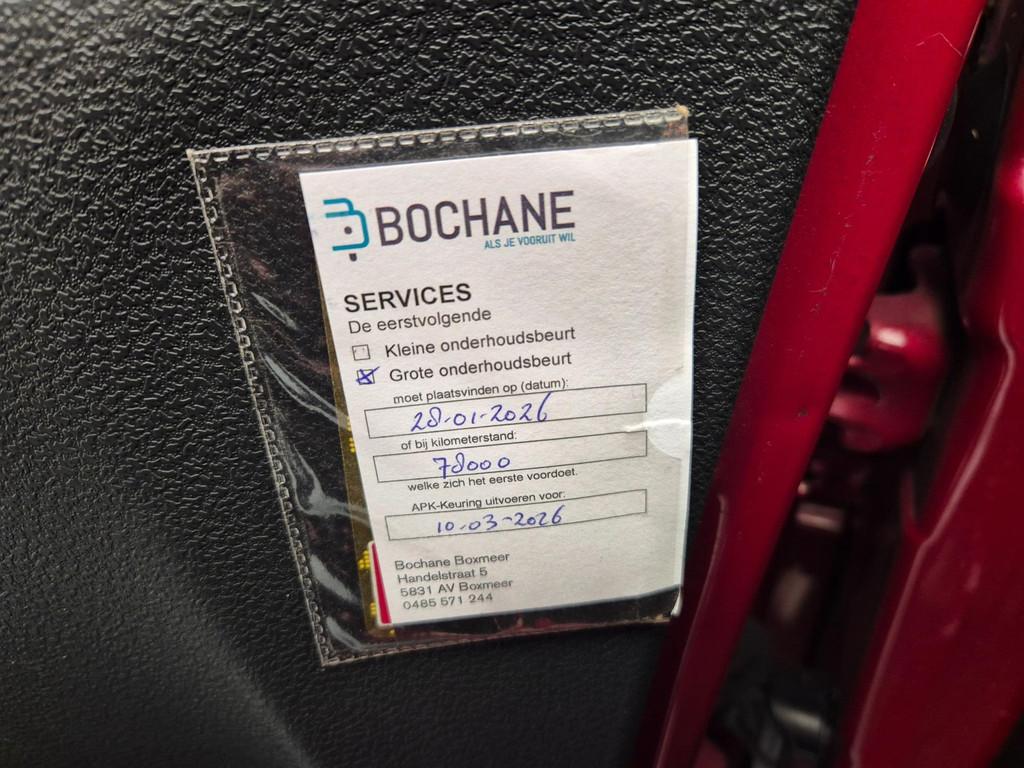 BOCHANE
ALS JE VOORUIT WIL
SERVICES
De eerstvolgende
Kleine onderhoudsbeurt
Grote onderhoudsbeurt
moet plaatsvinden op (datum):
28-01-2026
of bij kilometerstand:
78000
welke zich het eerste voordoet.
APK-Keuring uitvoeren voor:
10-03-2026
Bochane Boxmeer
Handelstraat 5
5831 AV Boxmeer
0485 571 244